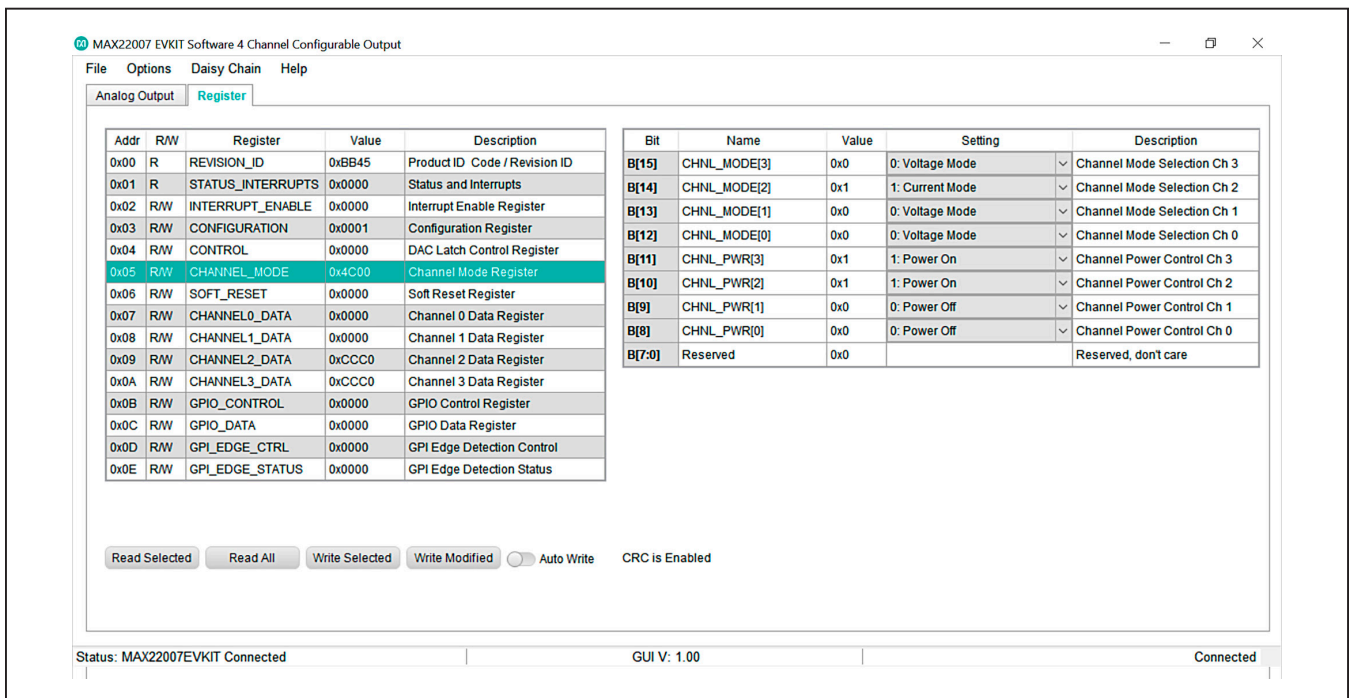 MAX22007 EVKIT Software 4 Channel Configurable Output
File Options Daisy Chain Help
Analog Output Register
Addr R/W Register Value Description
0x00 R REVISION_ID 0xBB45 Product ID Code / Revision ID
0x01 R STATUS_INTERRUPTS 0x0000 Status and Interrupts
0x02 R/W INTERRUPT_ENABLE 0x0000 Interrupt Enable Register
0x03 R/W CONFIGURATION 0x0001 Configuration Register
0x04 R/W CONTROL 0x0000 DAC Latch Control Register
0x05 R/W CHANNEL_MODE 0x4C00 Channel Mode Register
0x06 R/W SOFT_RESET 0x0000 Soft Reset Register
0x07 R/W CHANNEL0_DATA 0x0000 Channel 0 Data Register
0x08 R/W CHANNEL1_DATA 0x0000 Channel 1 Data Register
0x09 R/W CHANNEL2_DATA 0xCCC0 Channel 2 Data Register
0x0A R/W CHANNEL3_DATA 0xCCC0 Channel 3 Data Register
0x0B R/W GPIO_CONTROL 0x0000 GPIO Control Register
0x0C R/W GPIO_DATA 0x0000 GPIO Data Register
0x0D R/W GPI_EDGE_CTRL 0x0000 GPI Edge Detection Control
0x0E R/W GPI_EDGE_STATUS 0x0000 GPI Edge Detection Status
Bit Name Value Setting Description
B[15] CHNL_MODE[3] 0x0 0: Voltage Mode Channel Mode Selection Ch 3
B[14] CHNL_MODE[2] 0x1 1: Current Mode Channel Mode Selection Ch 2
B[13] CHNL_MODE[1] 0x0 0: Voltage Mode Channel Mode Selection Ch 1
B[12] CHNL_MODE[0] 0x0 0: Voltage Mode Channel Mode Selection Ch 0
B[11] CHNL_PWR[3] 0x1 1: Power On Channel Power Control Ch 3
B[10] CHNL_PWR[2] 0x1 1: Power On Channel Power Control Ch 2
B[9] CHNL_PWR[1] 0x0 0: Power Off Channel Power Control Ch 1
B[8] CHNL_PWR[0] 0x0 0: Power Off Channel Power Control Ch 0
B[7:0] Reserved 0x0 Reserved, don't care
Read Selected Read All Write Selected Write Modified Auto Write CRC is Enabled
Status: MAX22007EVKIT Connected GUI V: 1.00 Connected